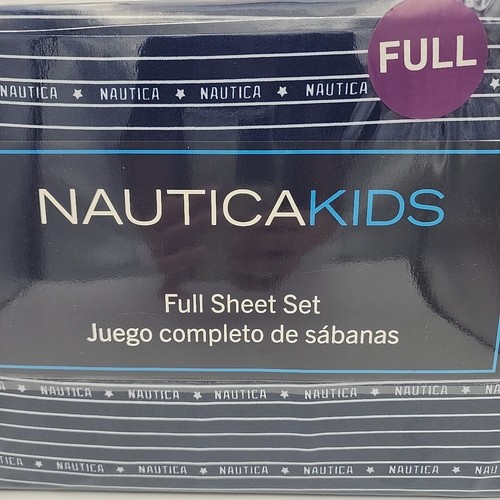 FULL
NAUTICA ★ NAUTICA ★ NAUTICA ★ NAUTICA
NAUTICAKIDS
Full Sheet Set
Juego completo de sábanas
★ NAUTICA ★ NAUTICA ★ NAUTICA ★ NAUTICA ★ NAUTICA ★
★ NAUTICA ★ NAUTICA ★ NAUTICA ★ NAUTICA ★ NAUTICA ★